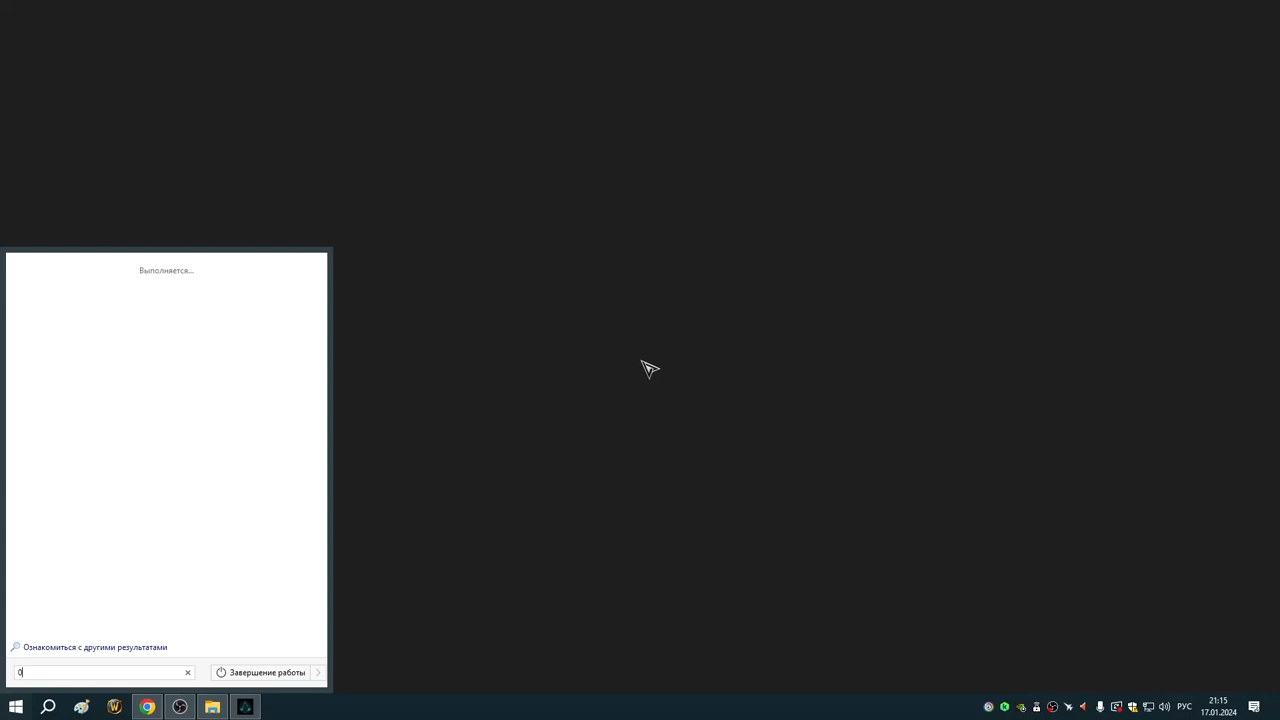 Выполняется...
Ознакомиться с другими результатами
0
Завершение работы
РУС
21:15
17.01.2024